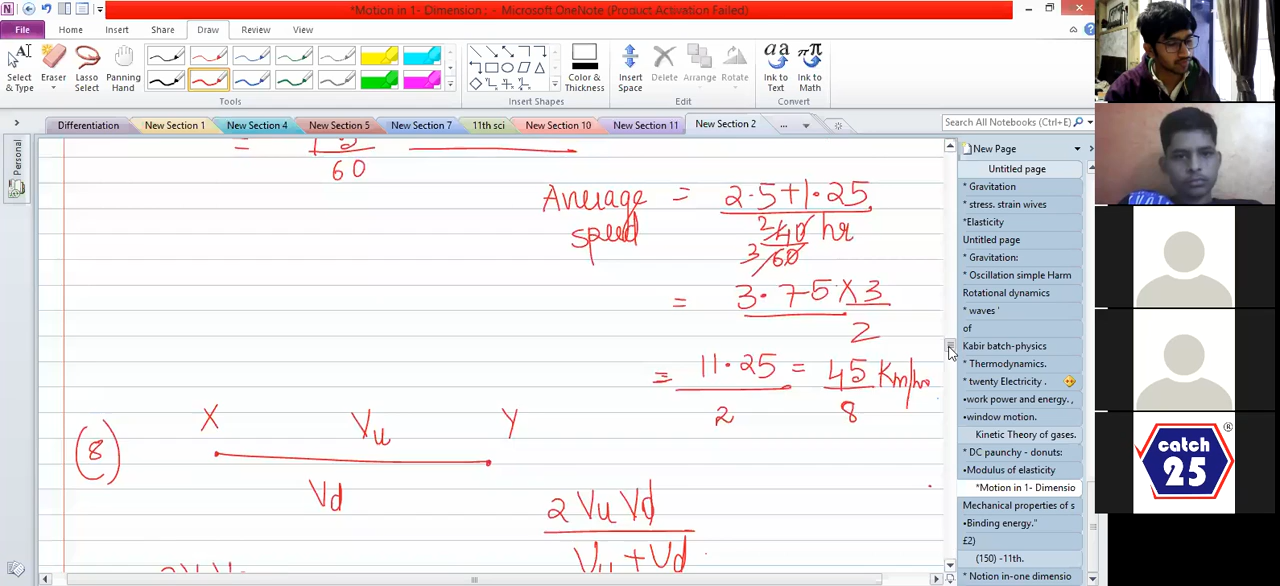 *Motion in 1- Dimension : - Microsoft OneNote (Product Activation Failed)
File Home Insert Share Draw Review View
Select & Type
Eraser
Lasso Select
Panning Hand
Color & Thickness
Insert Space
Delete
Arrange
Rotate
Ink to Text
Ink to Math
Tools
Insert Shapes
Edit
Convert
Differentiation New Section 1 New Section 4 New Section 5 New Section 7 11th sci New Section 10 New Section 11 New Section 2 ...
Search All Notebooks (Ctrl+E)
Personal
=
60
Average speed = 2.5+1.25
2 40 hr
3 60
= 3.75 X 3
2
= 11.25 = 45 Km/hr
2 8
(8) X Vu Y
Vd
2 Vu Vd
Vu + Vd
New Page
Untitled page
* Gravitation
* stress. strain wives
*Elasticity
Untitled page
* Gravitation:
* Oscillation simple Harm
Rotational dynamics
* waves '
of
Kabir batch-physics
* Thermodynamics.
* twenty Electricity .
•work power and energy. ,
•window motion.
Kinetic Theory of gases.
* DC paunchy - donuts:
•Modulus of elasticity
*Motion in 1- Dimensio
Mechanical properties of s
•Binding energy."
£2)
(150) -11th.
* Notion in-one dimensio
catch
25
®